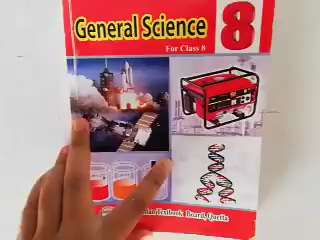 General Science 8
For Class 8
Textbook Board, Quetta